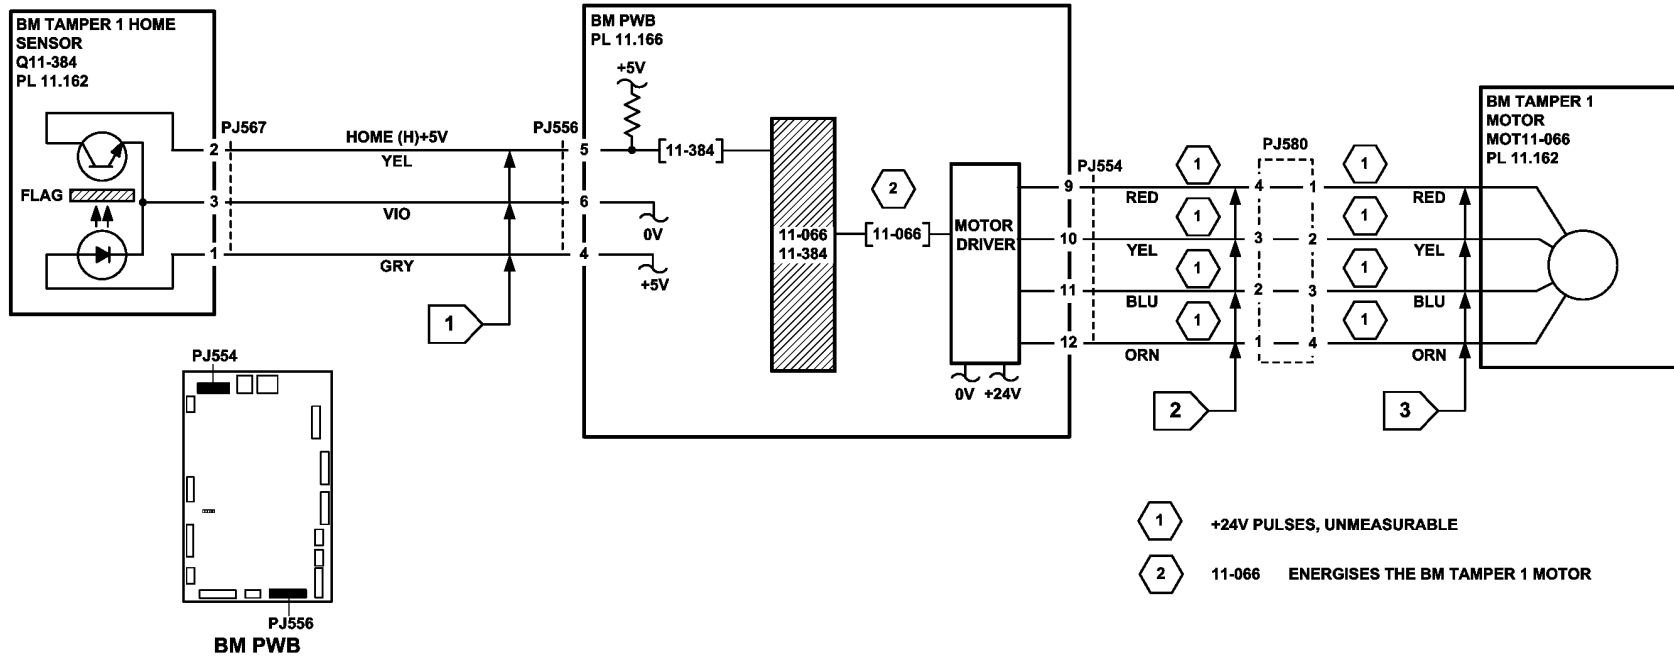 BM TAMPER 1 HOME
SENSOR
Q11-384
PL 11.162
FLAG
PJ567
2
3
1
HOME (H)+5V
YEL
VIO
GRY
1
PJ556
5
6
4
BM PWB
PL 11.166
+5V
11-384
0V
+5V
11-066
11-384
2
11-066
MOTOR
DRIVER
0V
+24V
PJ554
9
10
11
12
RED
YEL
BLU
ORN
1
1
1
1
2
PJ580
4
1
3
2
2
3
1
4
1
1
1
1
RED
YEL
BLU
ORN
3
BM TAMPER 1
MOTOR
MOT11-066
PL 11.162
PJ554
PJ556
BM PWB
1
+24V PULSES, UNMEASURABLE
2
11-066 ENERGISES THE BM TAMPER 1 MOTOR